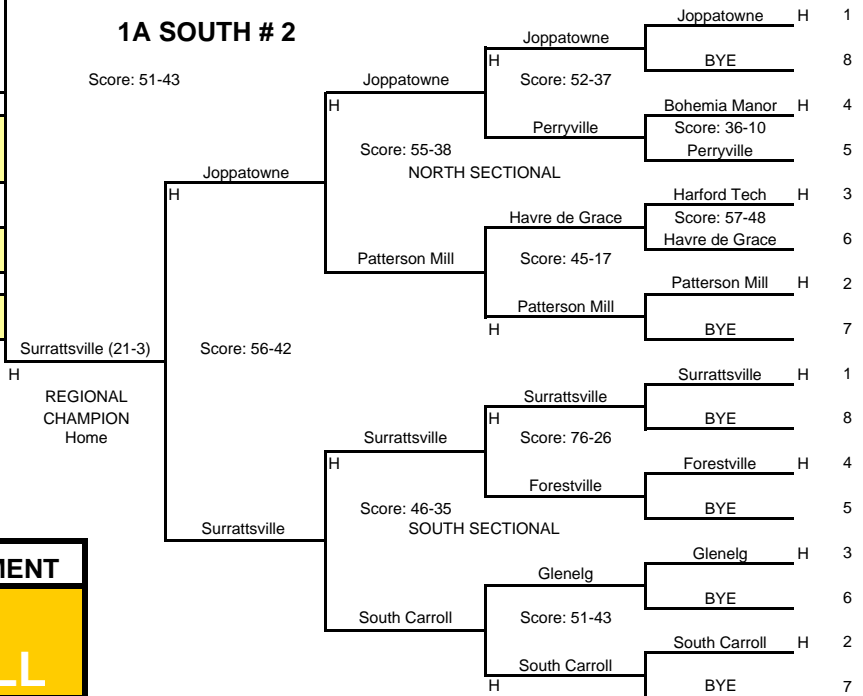 1A SOUTH # 2
Score: 51-43
Joppatowne H 1
BYE 8
Joppatowne
H
Score: 52-37
Bohemia Manor H 4
Score: 36-10
Perryville 5
Perryville
Joppatowne
H
Score: 55-38
NORTH SECTIONAL
Harford Tech H 3
Score: 57-48
Havre de Grace 6
Havre de Grace
Score: 45-17
Patterson Mill H 2
BYE 7
Patterson Mill
H
Patterson Mill
Joppatowne
H
Score: 56-42
Surrattsville (21-3)
H
REGIONAL
CHAMPION
Home
Surrattsville H 1
BYE 8
Surrattsville
H
Score: 76-26
Forestville H 4
BYE 5
Forestville
Surrattsville
H
Score: 46-35
SOUTH SECTIONAL
Surrattsville
Glenelg H 3
BYE 6
Glenelg
Score: 51-43
South Carroll H 2
BYE 7
South Carroll
H
South Carroll
MENT
LL